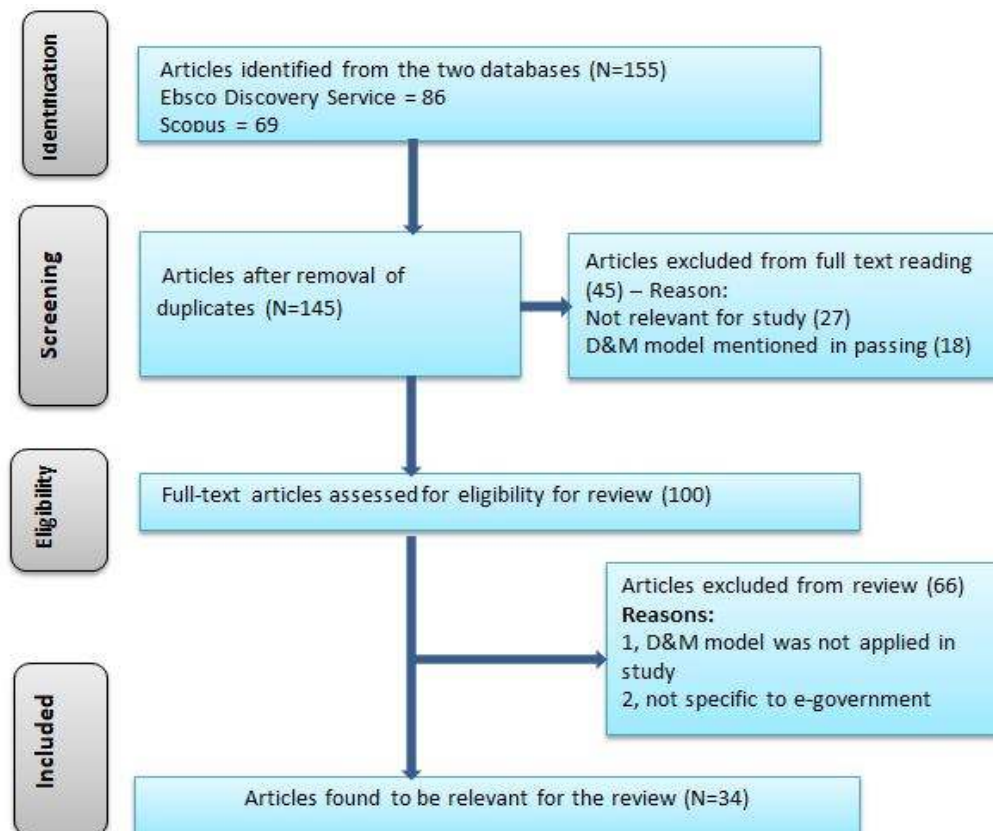 Identification
Articles identified from the two databases (N=155)
Ebsco Discovery Service = 86
Scopus = 69
Screening
Articles after removal of
duplicates (N=145)
Articles excluded from full text reading
(45) – Reason:
Not relevant for study (27)
D&M model mentioned in passing (18)
Eligibility
Full-text articles assessed for eligibility for review (100)
Articles excluded from review (66)
Reasons:
1, D&M model was not applied in
study
2, not specific to e-government
Included
Articles found to be relevant for the review (N=34)